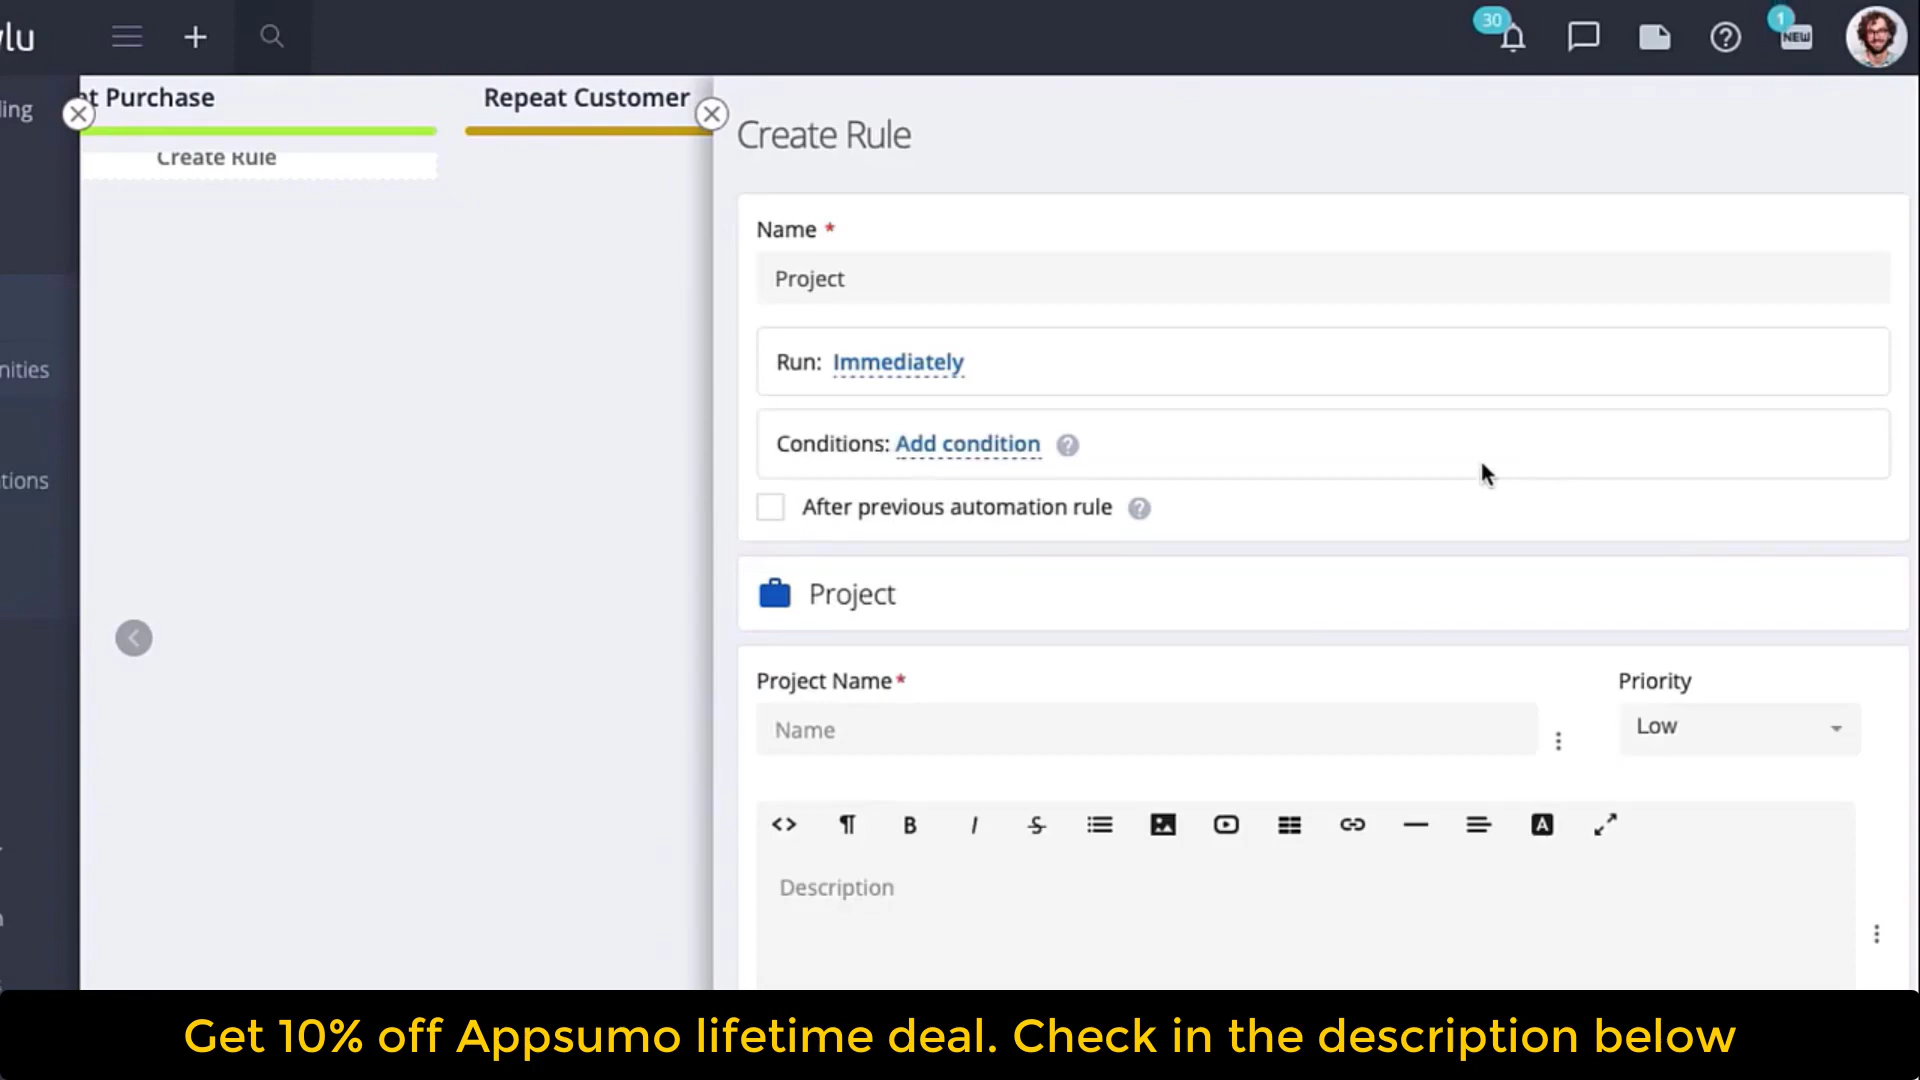 ylu
30
1
NEW
ling
t Purchase
Repeat Customer
Create Rule
Create Rule
Name *
Project
Run: Immediately
Conditions: Add condition ?
After previous automation rule ?
nities
tions
Project
Project Name*
Priority
Name
Low
Description
Get 10% off Appsumo lifetime deal. Check in the description below